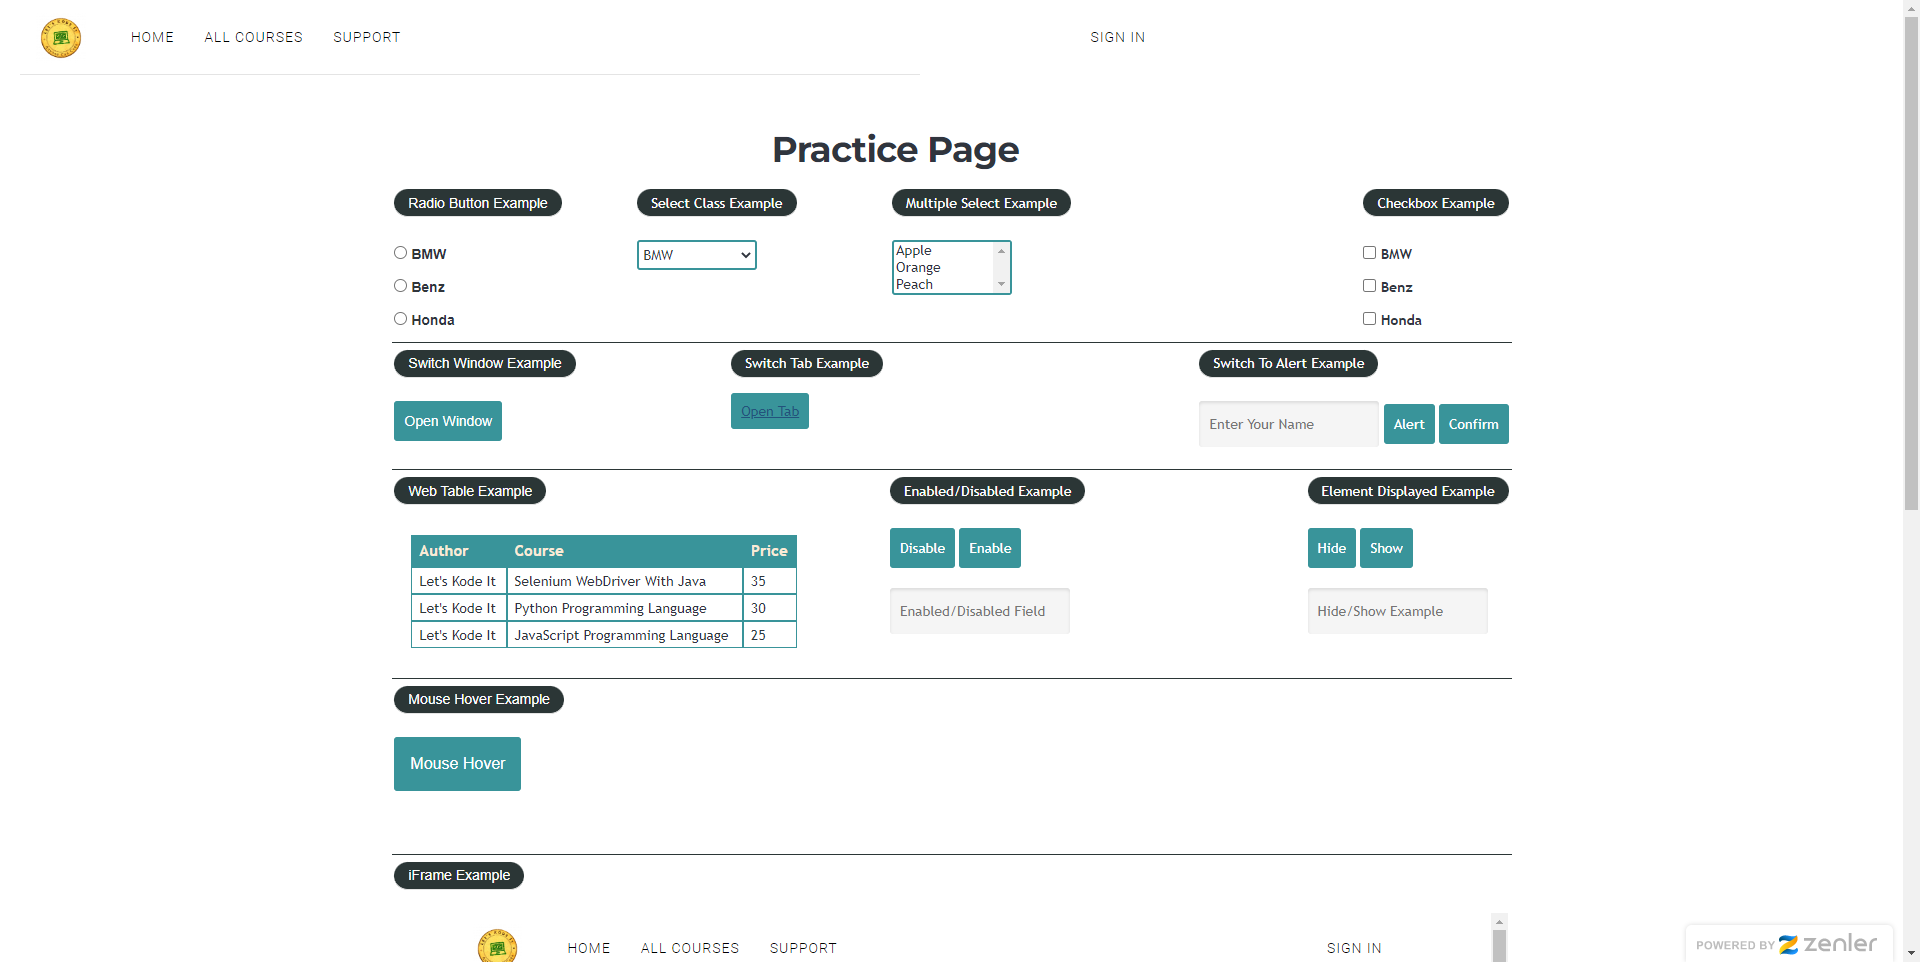 HOME ALL COURSES SUPPORT SIGN IN
Practice Page
Radio Button Example Select Class Example Multiple Select Example Checkbox Example
BMW BMW Apple BMW
Orange
Benz Peach Benz
Honda Honda
Switch Window Example Switch Tab Example Switch To Alert Example
Open Window Open Tab Enter Your Name Alert Confirm
Web Table Example Enabled/Disabled Example Element Displayed Example
Disable Enable Hide Show
Author Course Price
Let's Kode It Selenium WebDriver With Java 35
Let's Kode It Python Programming Language 30
Let's Kode It JavaScript Programming Language 25
Enabled/Disabled Field Hide/Show Example
Mouse Hover Example
Mouse Hover
iFrame Example
HOME ALL COURSES SUPPORT SIGN IN
POWERED BY zenler